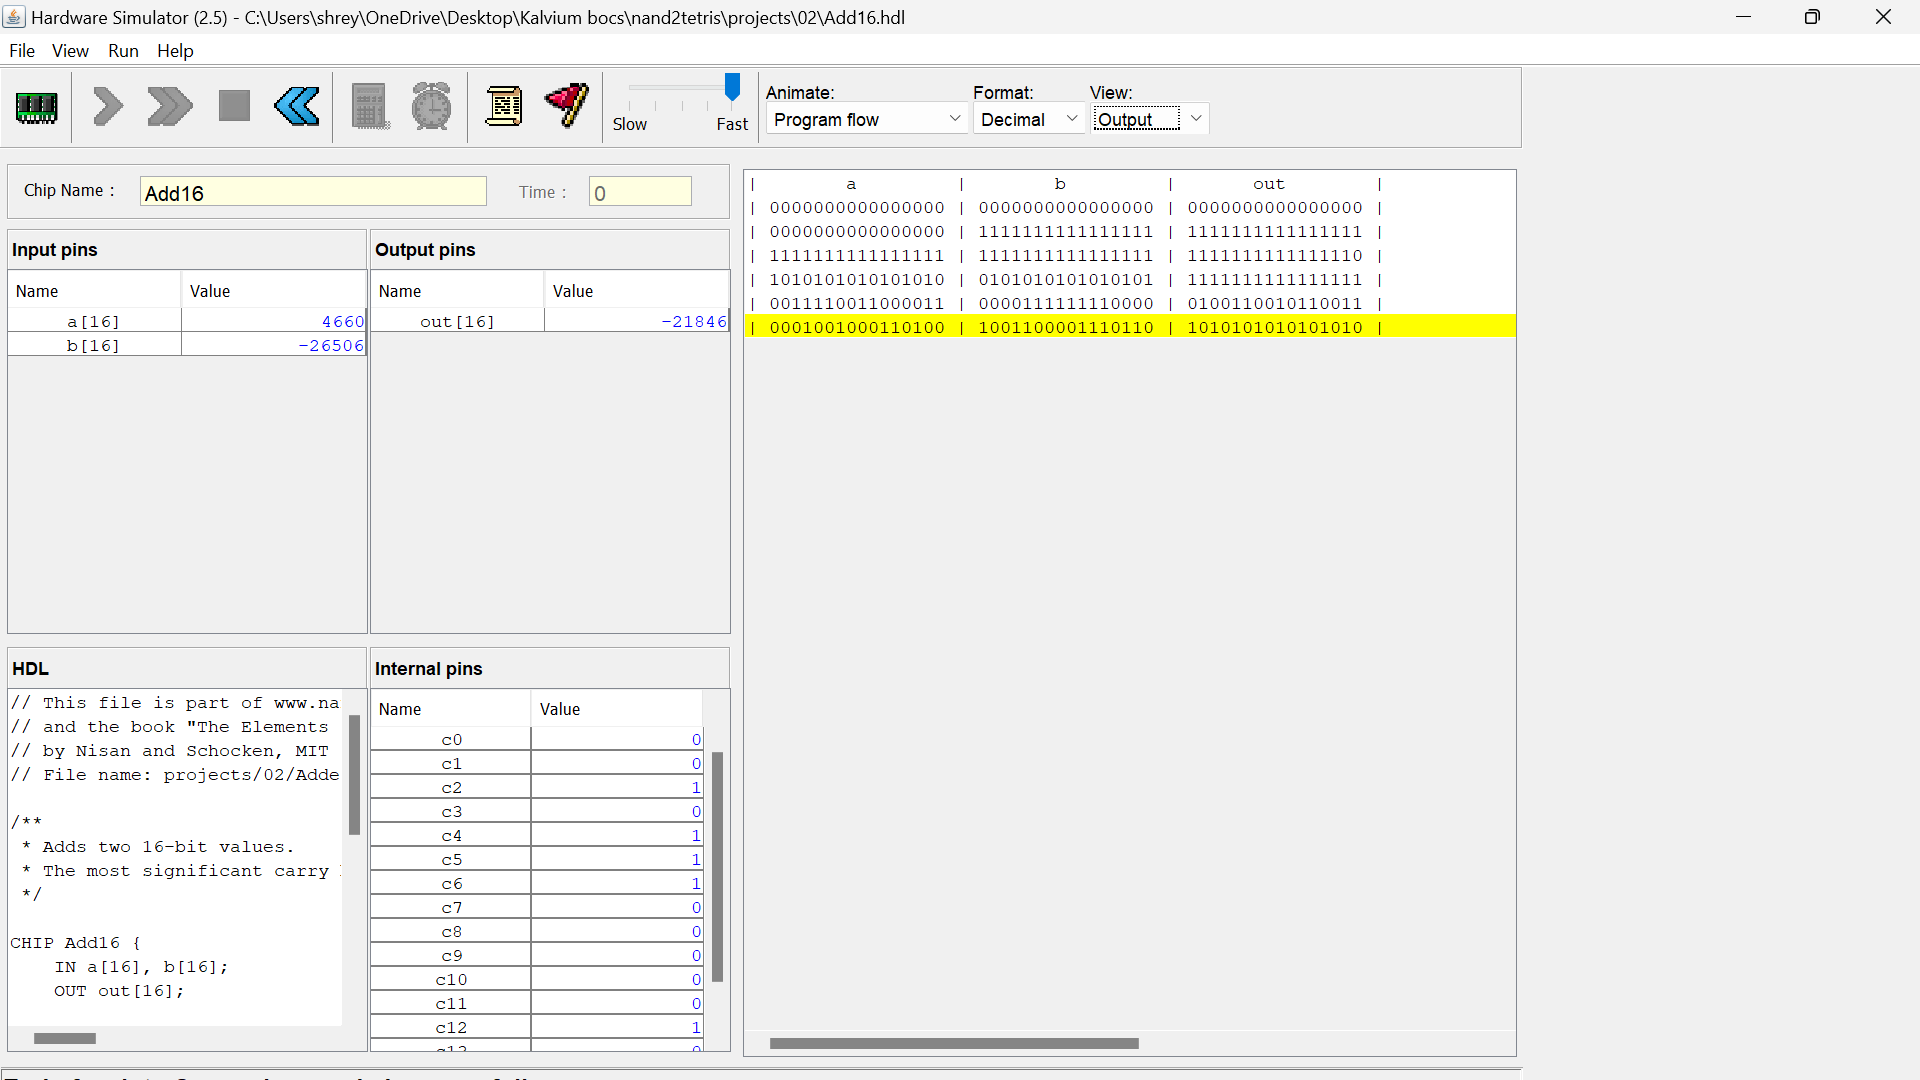 Hardware Simulator (2.5) - C:\Users\shrey\OneDrive\Desktop\Kalvium bocs\nand2tetris\projects\02\Add16.hdl
File View Run Help
Slow Fast
Animate: Format: View:
Program flow Decimal Output
Chip Name : Add16 Time : 0
Input pins
Name Value
a[16] 4660
b[16] -26506
Output pins
Name Value
out[16] -21846
HDL
// This file is part of www.na
// and the book "The Elements
// by Nisan and Schocken, MIT
// File name: projects/02/Adde
/**
* Adds two 16-bit values.
* The most significant carry
*/
CHIP Add16 {
IN a[16], b[16];
OUT out[16];
Internal pins
Name Value
c0 0
c1 0
c2 1
c3 0
c4 1
c5 1
c6 1
c7 0
c8 0
c9 0
c10 0
c11 0
c12 1
| a | b | out |
| 0000000000000000 | 0000000000000000 | 0000000000000000 |
| 0000000000000000 | 1111111111111111 | 1111111111111111 |
| 1111111111111111 | 1111111111111111 | 1111111111111110 |
| 1010101010101010 | 0101010101010101 | 1111111111111111 |
| 0011110011000011 | 0000111111110000 | 0100110010110011 |
| 0001001000110100 | 1001100001110110 | 1010101010101010 |